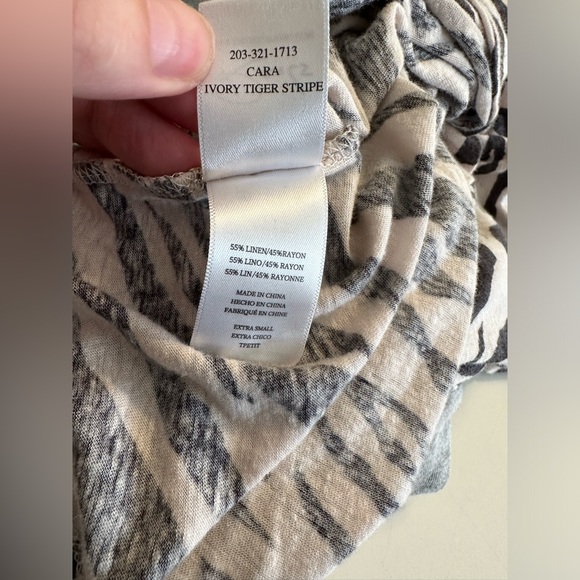 203-321-1713
CARA
IVORY TIGER STRIPE
55% LINEN/45%RAYON
55% LINO/45% RAYON
55% LIN/45% RAYONNE
MADE IN CHINA
HECHO EN CHINA
FABRIQUÉ EN CHINE
EXTRA SMALL
EXTRA CHICO
TPETIT